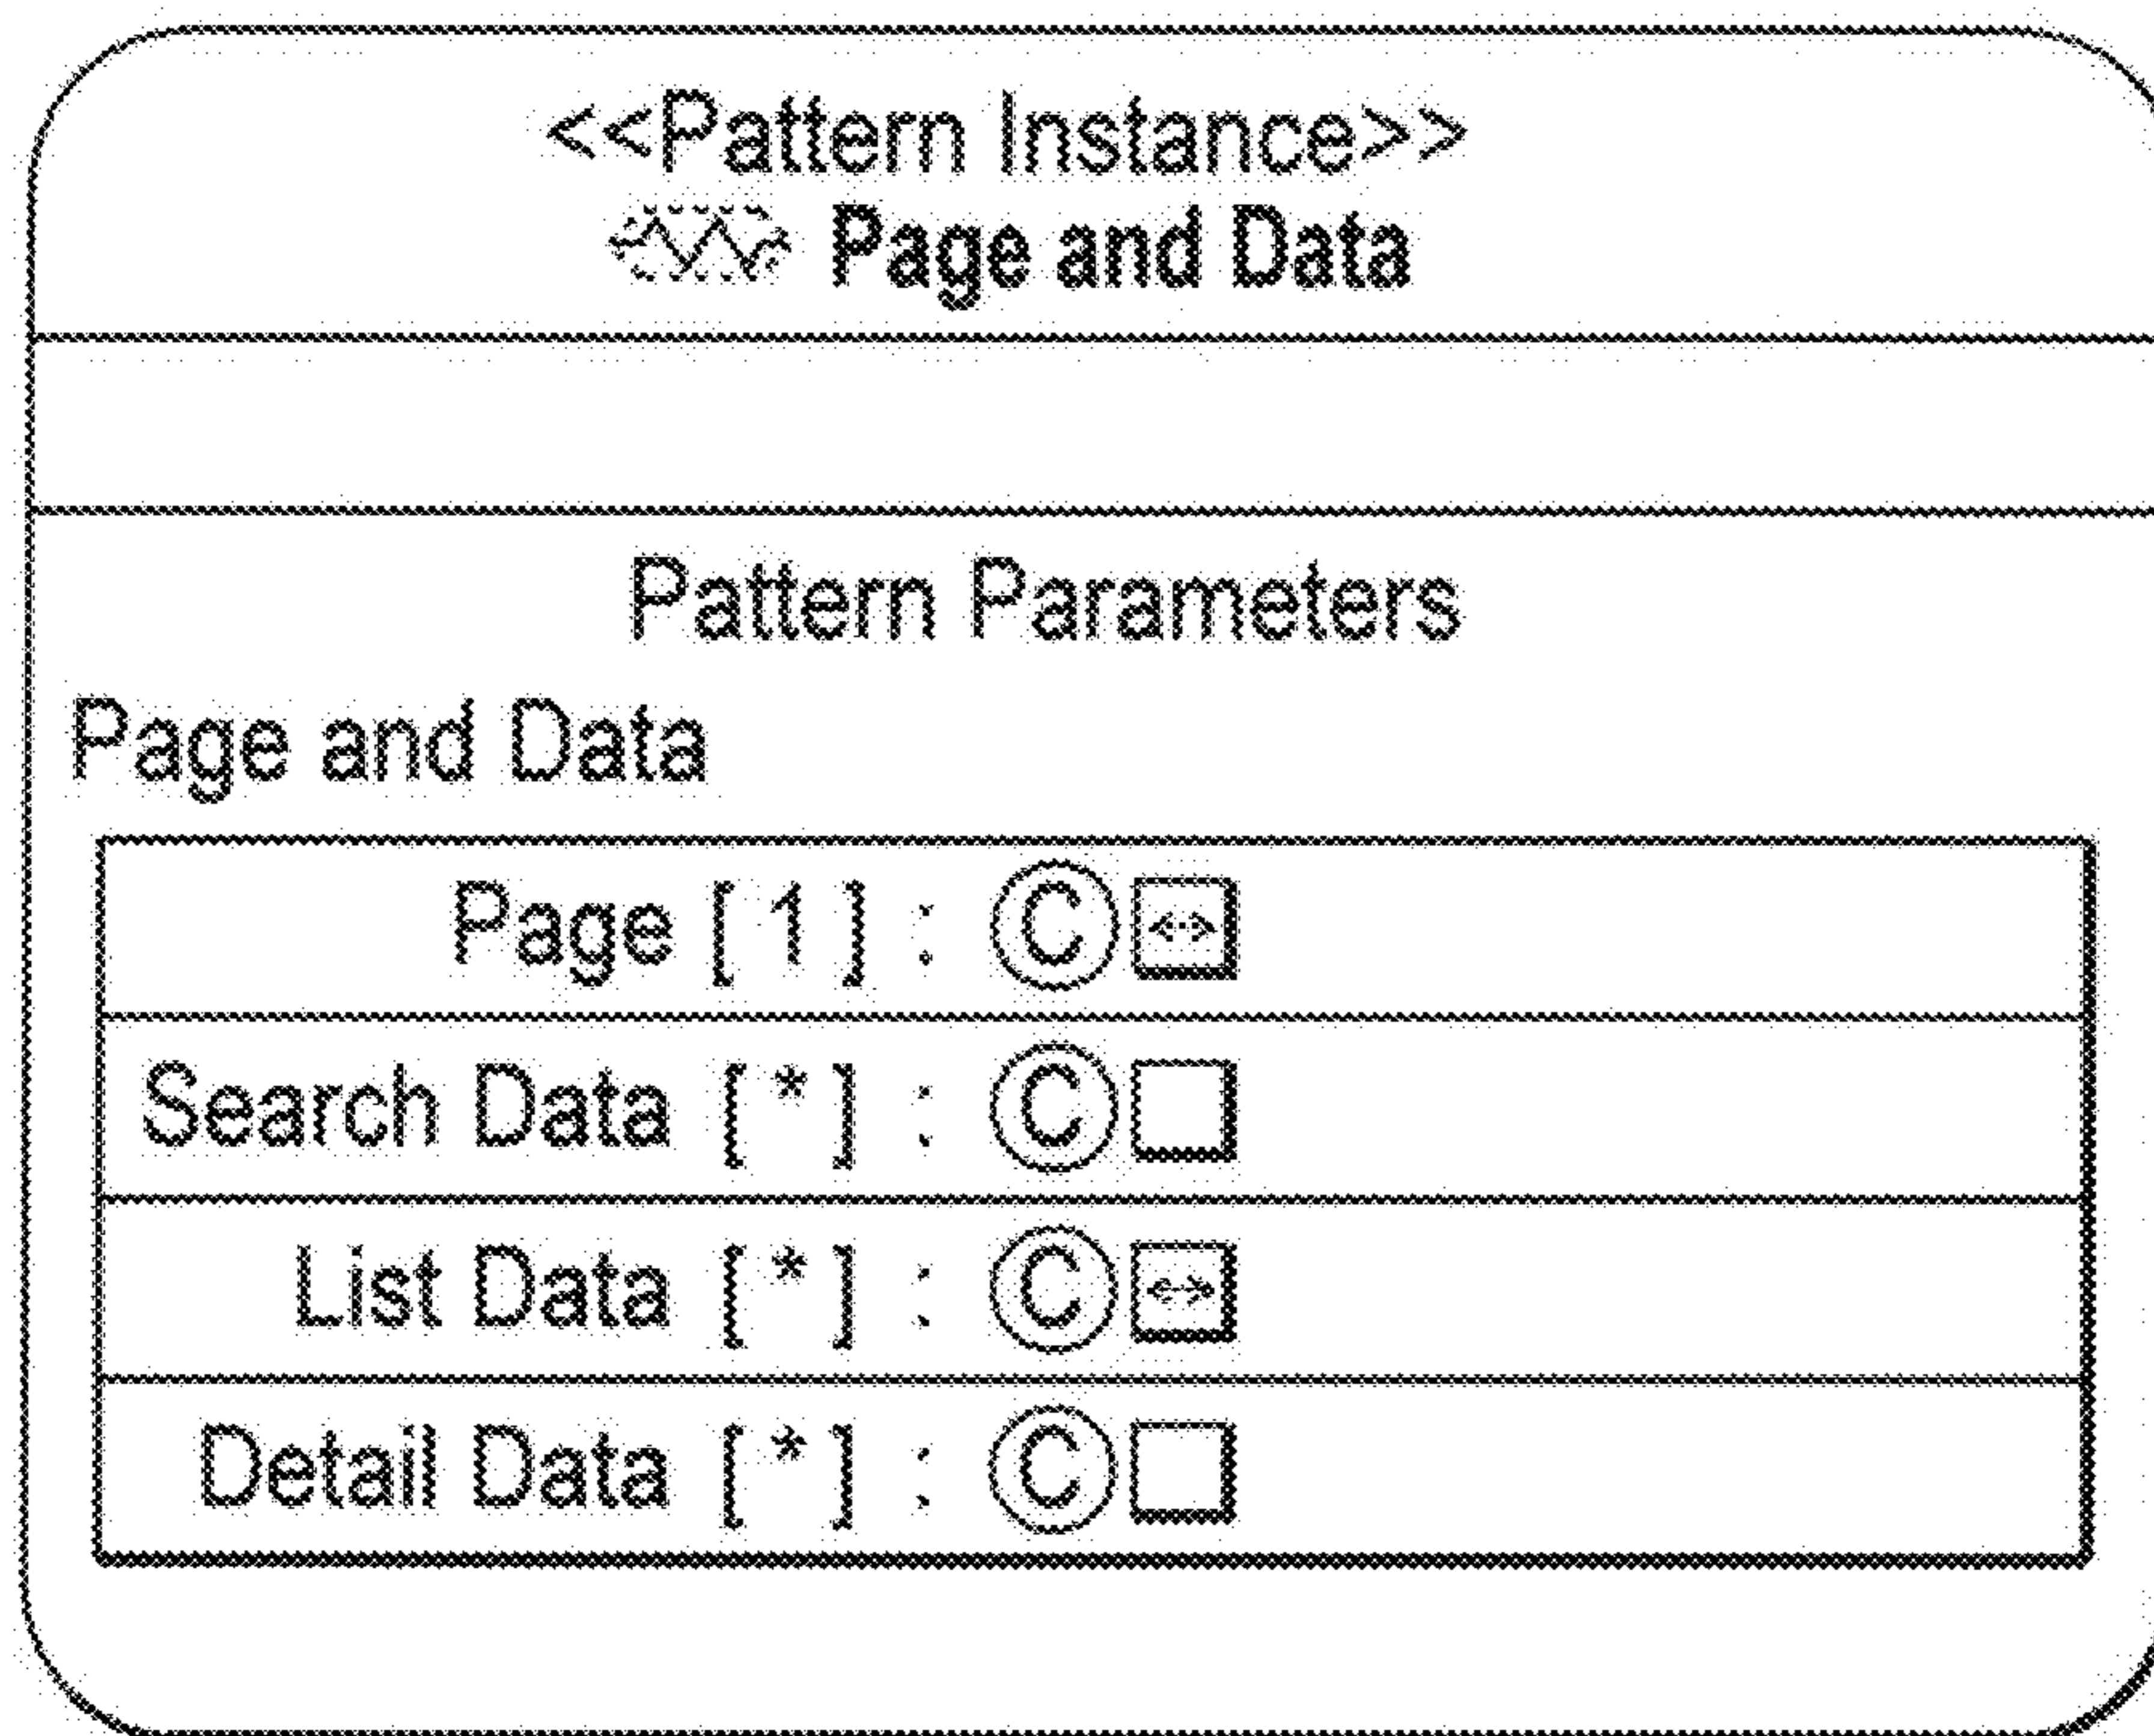 <<Pattern Instance>>
Page and Data
Pattern Parameters
Page and Data
Page [ 1 ] : C <->
Search Data [ * ] : C
List Data [ * ] : C <->
Detail Data [ * ] : C